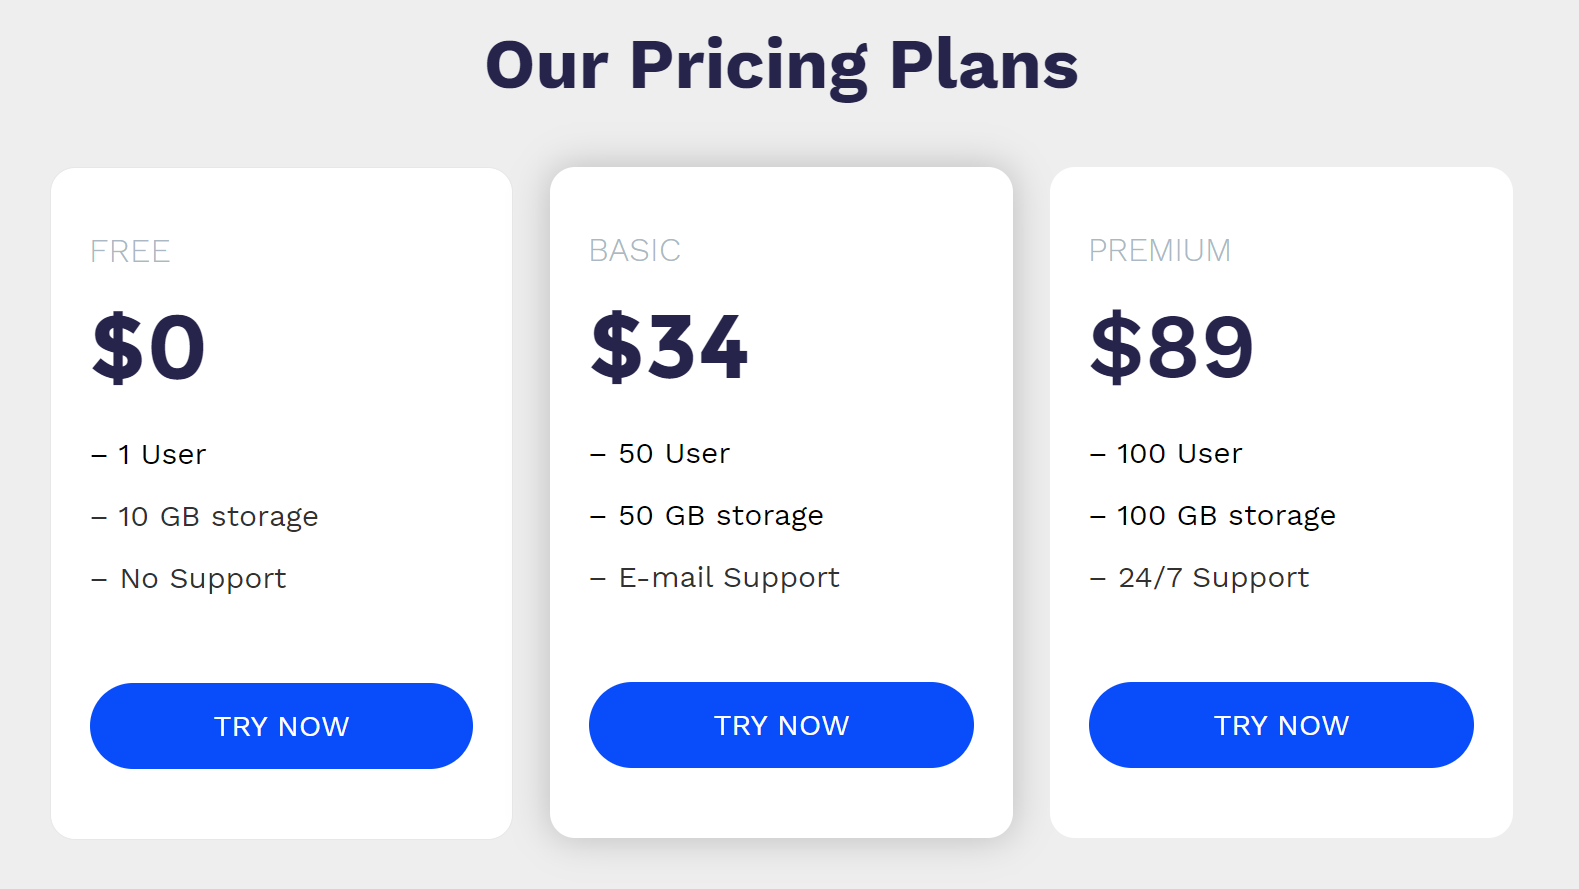 Our Pricing Plans
FREE
$0
– 1 User
– 10 GB storage
– No Support
TRY NOW
BASIC
$34
– 50 User
– 50 GB storage
– E-mail Support
TRY NOW
PREMIUM
$89
– 100 User
– 100 GB storage
– 24/7 Support
TRY NOW